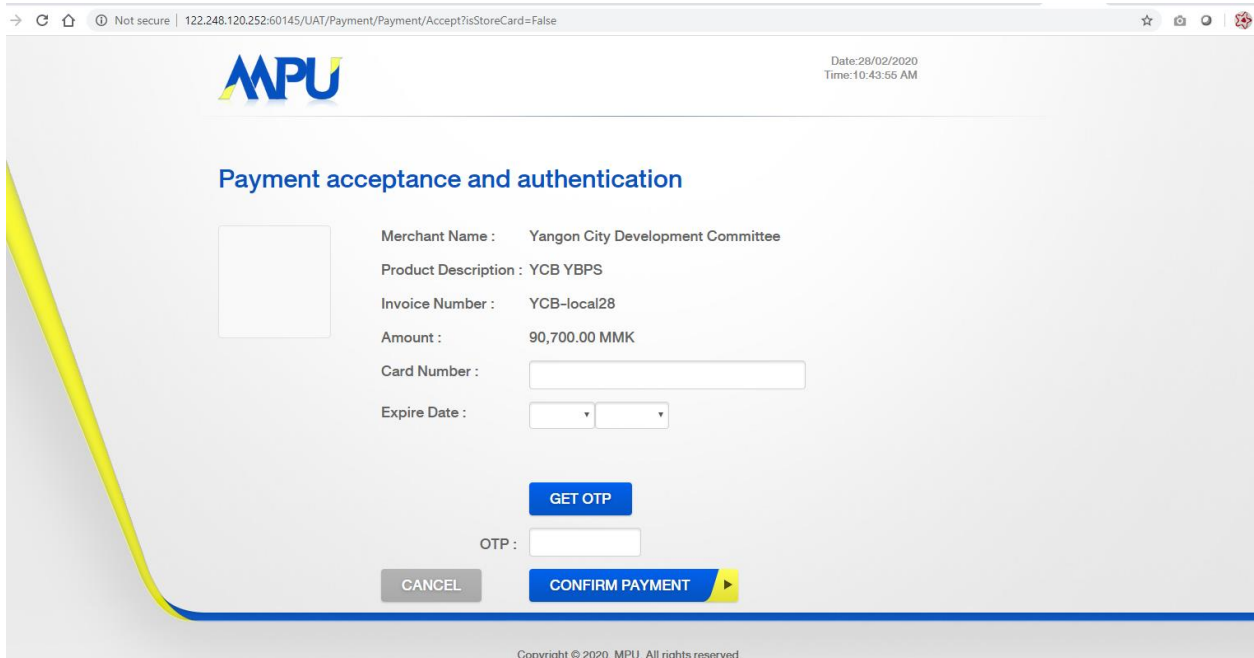 Not secure | 122.248.120.252:60145/UAT/Payment/Payment/Accept?isStoreCard=False
MPU
Date:28/02/2020
Time:10:43:55 AM
Payment acceptance and authentication
Merchant Name : Yangon City Development Committee
Product Description : YCB YBPS
Invoice Number : YCB-local28
Amount : 90,700.00 MMK
Card Number :
Expire Date :
GET OTP
OTP :
CANCEL
CONFIRM PAYMENT
Copyright © 2020 MPU. All rights reserved